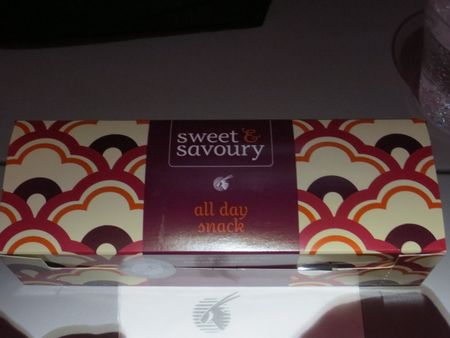 sweet &
savoury
all day
snack